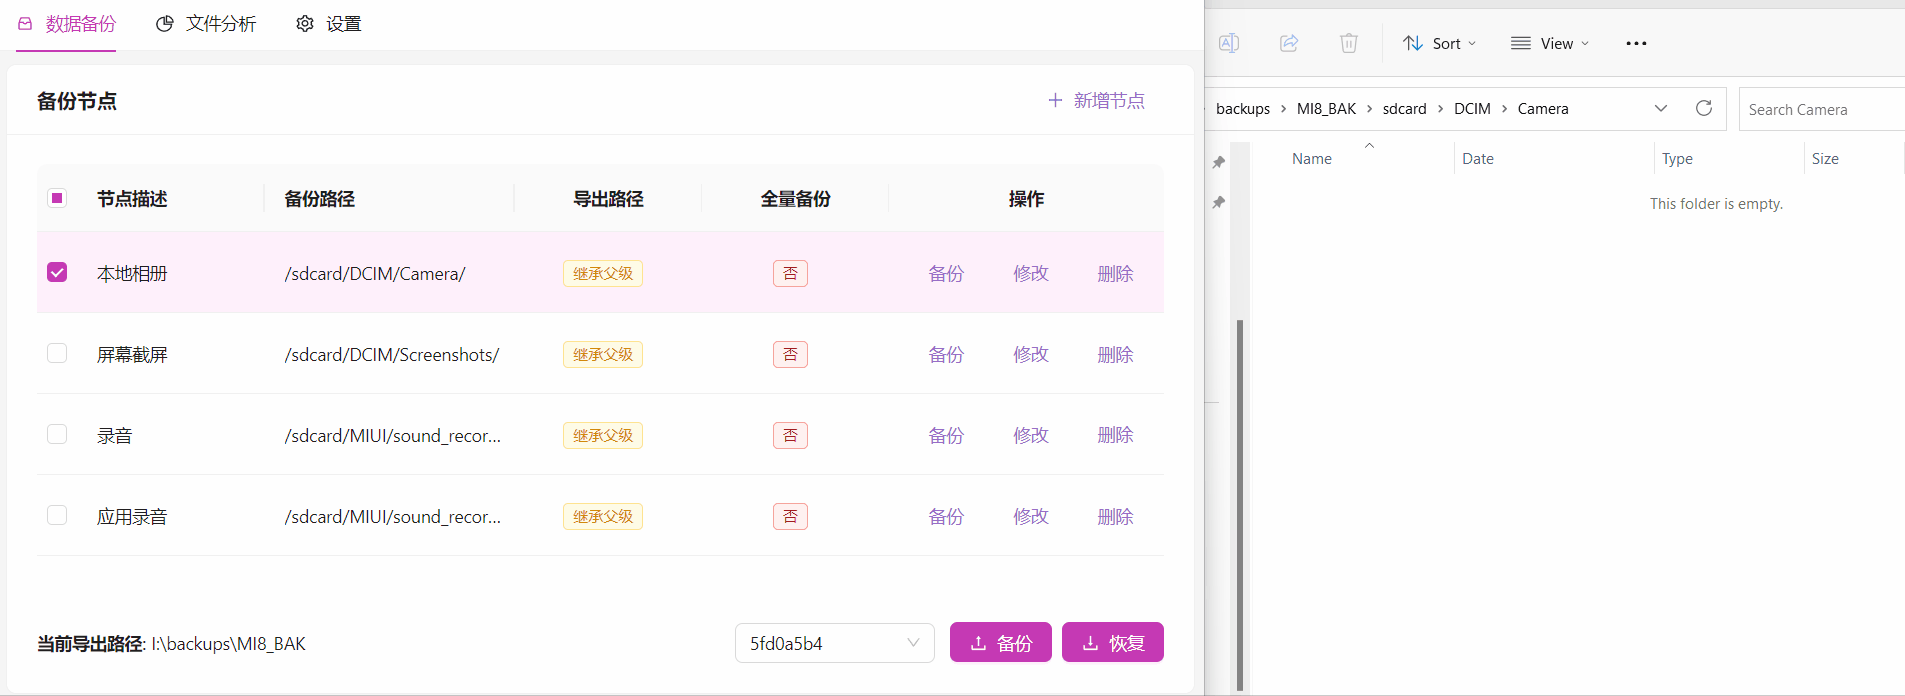 数据备份 文件分析 设置
备份节点 新增节点
节点描述 备份路径 导出路径 全量备份 操作
本地相册 /sdcard/DCIM/Camera/ 继承父级 否 备份 修改 删除
屏幕截屏 /sdcard/DCIM/Screenshots/ 继承父级 否 备份 修改 删除
录音 /sdcard/MIUI/sound_recor... 继承父级 否 备份 修改 删除
应用录音 /sdcard/MIUI/sound_recor... 继承父级 否 备份 修改 删除
当前导出路径: I:\backups\MI8_BAK 5fd0a5b4 备份 恢复
Sort View
backups > MI8_BAK > sdcard > DCIM > Camera Search Camera
Name Date Type Size
This folder is empty.